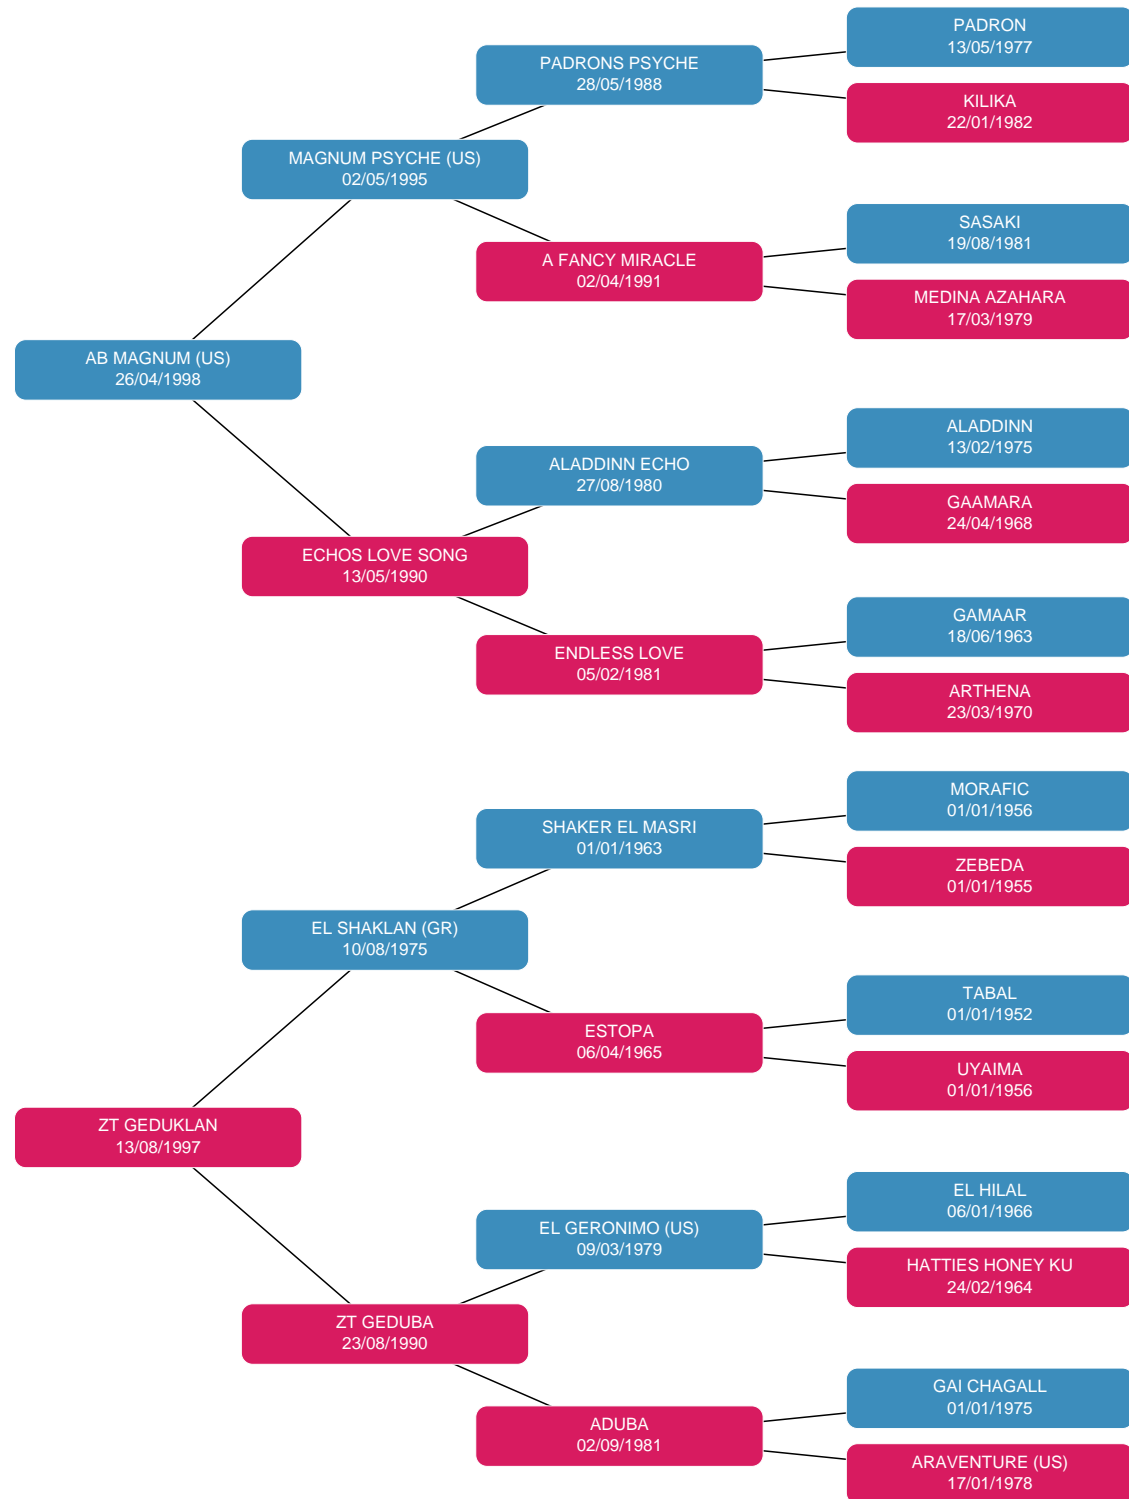 PADRON
13/05/1977
PADRONS PSYCHE
28/05/1988
KILIKA
22/01/1982
MAGNUM PSYCHE (US)
02/05/1995
SASAKI
19/08/1981
A FANCY MIRACLE
02/04/1991
MEDINA AZAHARA
17/03/1979
AB MAGNUM (US)
26/04/1998
ALADDINN
13/02/1975
ALADDINN ECHO
27/08/1980
GAAMARA
24/04/1968
ECHOS LOVE SONG
13/05/1990
GAMAAR
18/06/1963
ENDLESS LOVE
05/02/1981
ARTHENA
23/03/1970
MORAFIC
01/01/1956
SHAKER EL MASRI
01/01/1963
ZEBEDA
01/01/1955
EL SHAKLAN (GR)
10/08/1975
TABAL
01/01/1952
ESTOPA
06/04/1965
UYAIMA
01/01/1956
ZT GEDUKLAN
13/08/1997
EL HILAL
06/01/1966
EL GERONIMO (US)
09/03/1979
HATTIES HONEY KU
24/02/1964
ZT GEDUBA
23/08/1990
GAI CHAGALL
01/01/1975
ADUBA
02/09/1981
ARAVENTURE (US)
17/01/1978